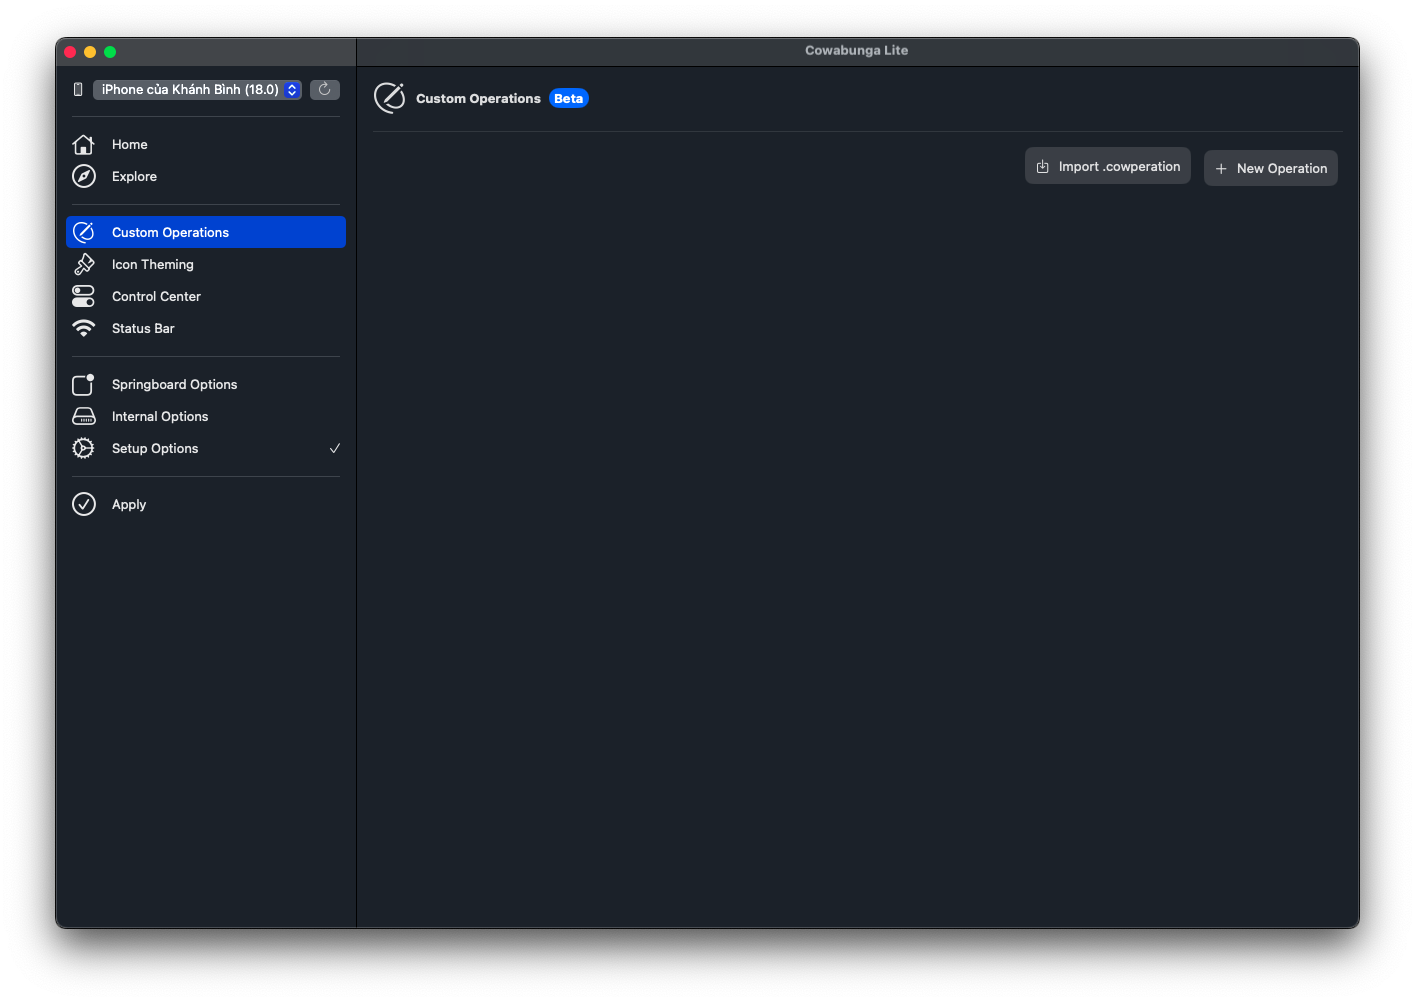 Cowabunga Lite
iPhone của Khánh Bình (18.0)
Home
Explore
Custom Operations
Icon Theming
Control Center
Status Bar
Springboard Options
Internal Options
Setup Options
Apply
Custom Operations Beta
Import .cowperation
New Operation